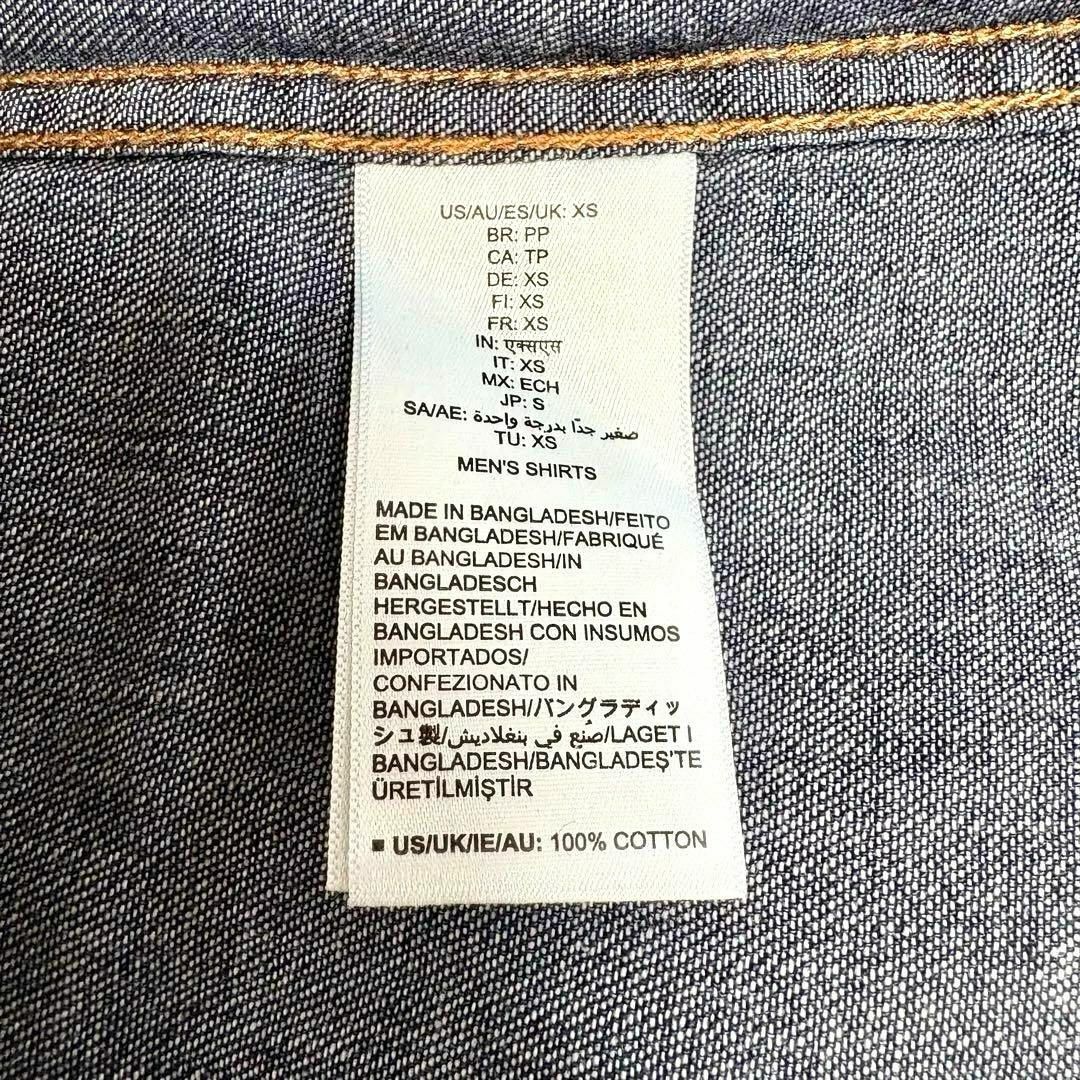 US/AU/ES/UK: XS
BR: PP
CA: TP
DE: XS
FI: XS
FR: XS
IN: एक्सएस
IT: XS
MX: ECH
JP: S
SA/AE: صغير جدًا بدرجة واحدة
TU: XS
MEN'S SHIRTS
MADE IN BANGLADESH/FEITO
EM BANGLADESH/FABRIQUÉ
AU BANGLADESH/IN
BANGLADESCH
HERGESTELLT/HECHO EN
BANGLADESH CON INSUMOS
IMPORTADOS/
CONFEZIONATO IN
BANGLADESH/バングラディッ
シュ製/صُنِع في بنغلاديش/LAGET I
BANGLADESH/BANGLADEŞ'TE
ÜRETİLMİŞTİR
■ US/UK/IE/AU: 100% COTTON